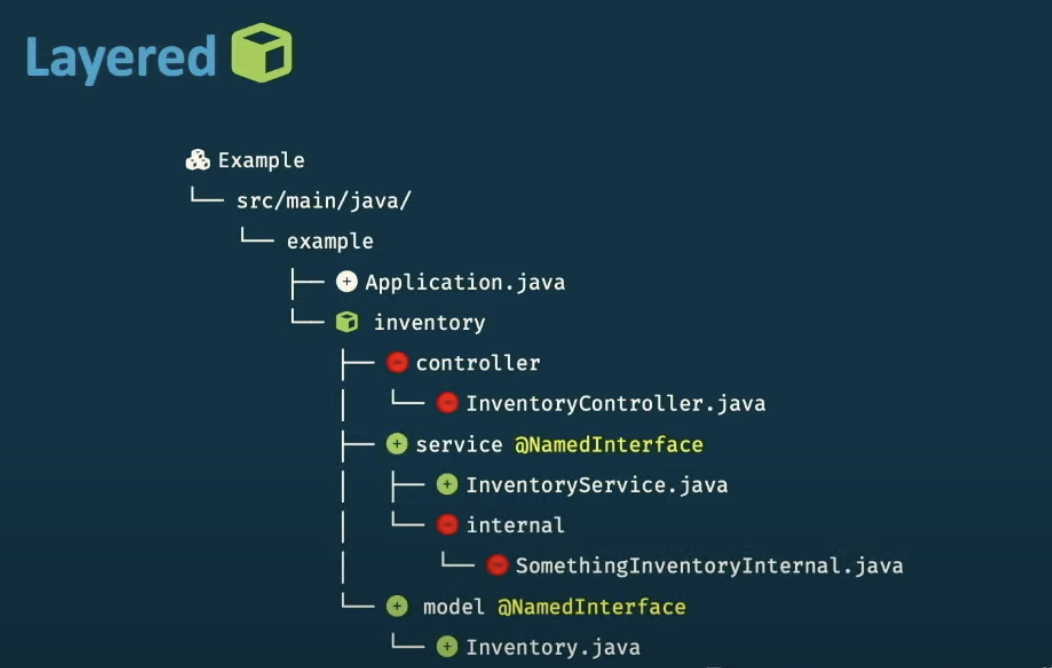 Layered
Example
src/main/java/
example
Application.java
inventory
controller
InventoryController.java
service @NamedInterface
InventoryService.java
internal
SomethingInventoryInternal.java
model @NamedInterface
Inventory.java